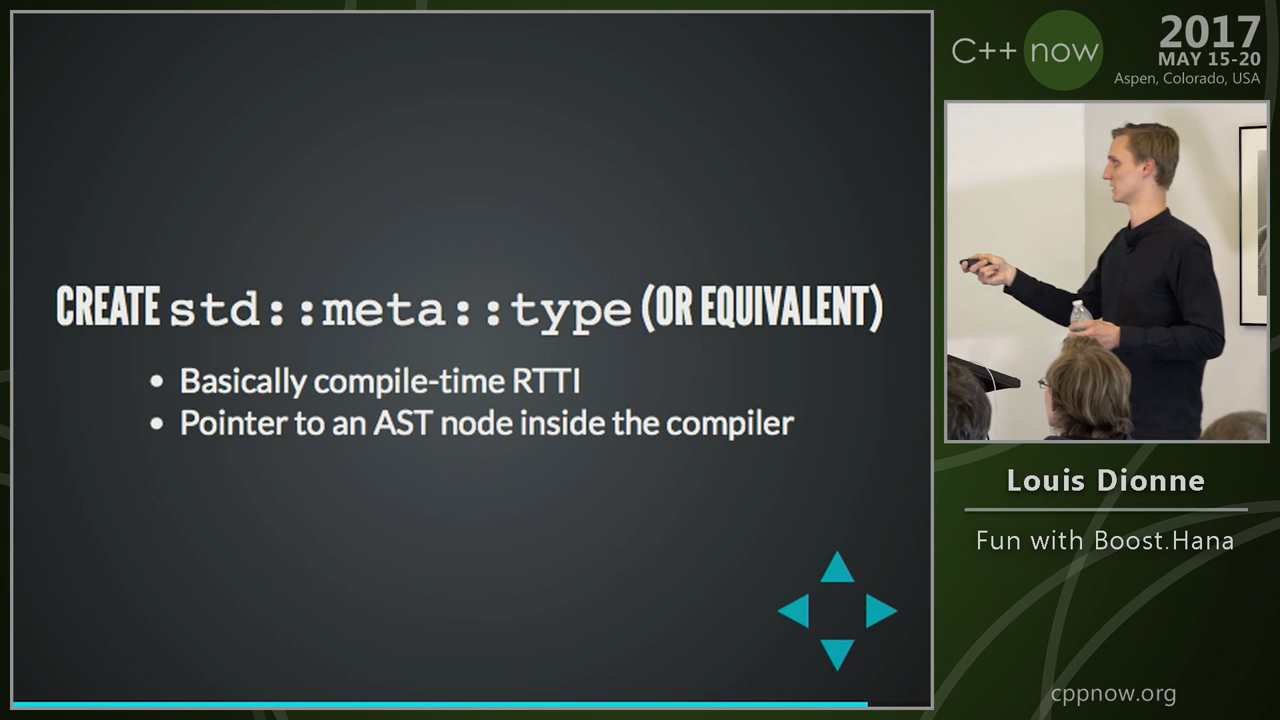 CREATE std::meta::type (OR EQUIVALENT)
• Basically compile-time RTTI
• Pointer to an AST node inside the compiler
C++ now
2017
MAY 15-20
Aspen, Colorado, USA
Louis Dionne
Fun with Boost.Hana
cppnow.org